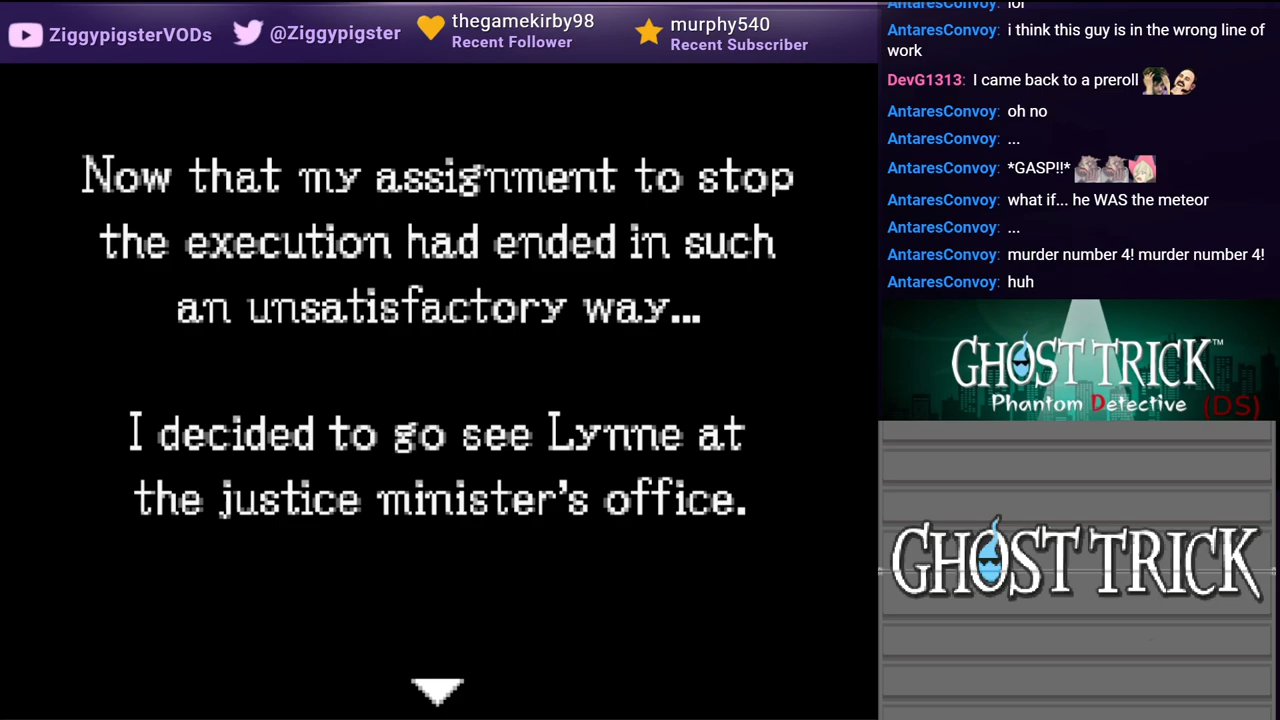 ZiggypigsterVODs
@Ziggypigster
thegamekirby98
Recent Follower
murphy540
Recent Subscriber
Now that my assignment to stop
the execution had ended in such
an unsatisfactory way...
I decided to go see Lynne at
the justice minister's office.
AntaresConvoy: lol
AntaresConvoy: i think this guy is in the wrong line of
work
DevG1313: I came back to a preroll
AntaresConvoy: oh no
AntaresConvoy: ...
AntaresConvoy: *GASP!!*
AntaresConvoy: what if... he WAS the meteor
AntaresConvoy: ...
AntaresConvoy: murder number 4! murder number 4!
AntaresConvoy: huh
GHOST TRICK™
Phantom Detective (DS)
GHOST TRICK